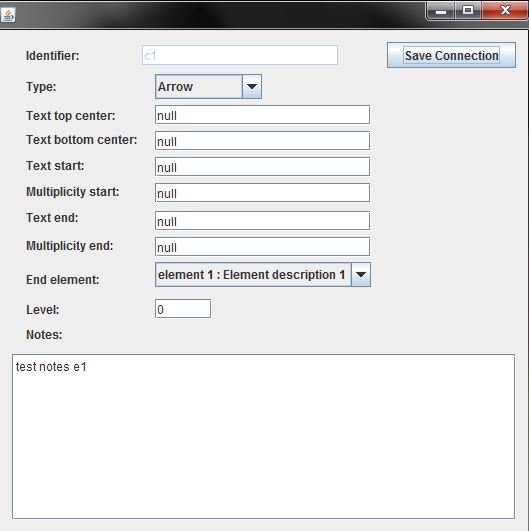 Identifier: c1 Save Connection
Type: Arrow
Text top center: null
Text bottom center: null
Text start: null
Multiplicity start: null
Text end: null
Multiplicity end: null
End element: element 1 : Element description 1
Level: 0
Notes:
test notes e1